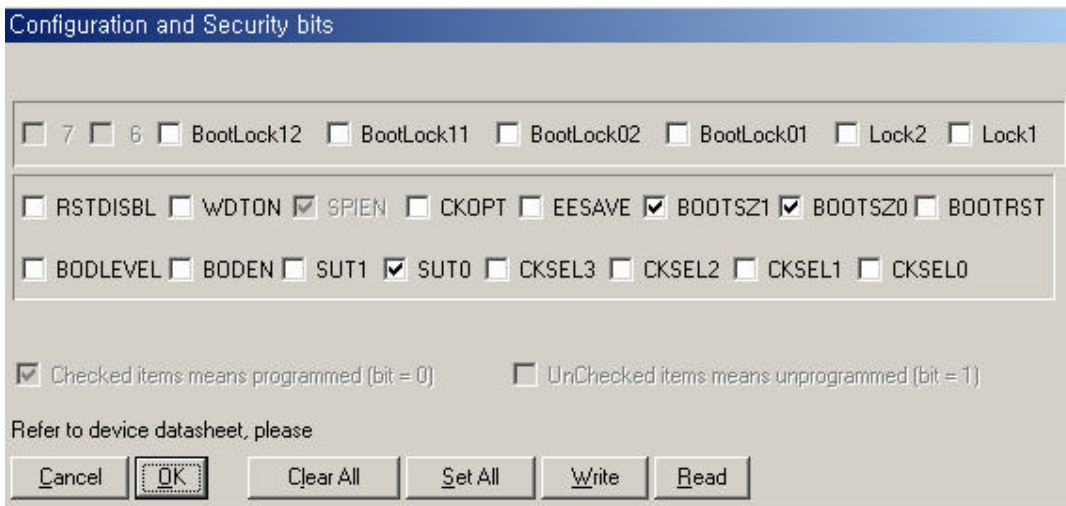 Configuration and Security bits
7 6 BootLock12 BootLock11 BootLock02 BootLock01 Lock2 Lock1
RSTDISBL WDTON SPIEN CKOPT EESAVE BOOTSZ1 BOOTSZ0 BOOTRST
BODLEVEL BODEN SUT1 SUT0 CKSEL3 CKSEL2 CKSEL1 CKSEL0
Checked items means programmed (bit = 0) UnChecked items means unprogrammed (bit = 1)
Refer to device datasheet, please
Cancel OK Clear All Set All Write Read